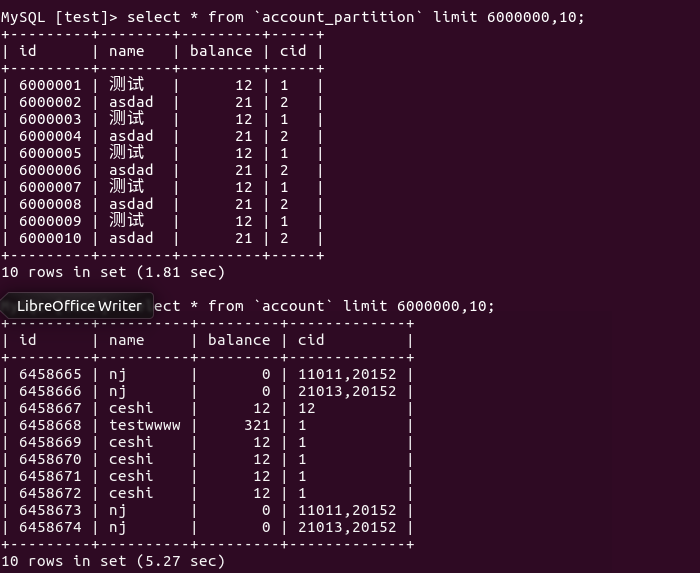 MySQL [test]> select * from `account_partition` limit 6000000,10;
+---------+--------+---------+-----+
| id      | name   | balance | cid |
+---------+--------+---------+-----+
| 6000001 | 测试   |      12 | 1   |
| 6000002 | asdad  |      21 | 2   |
| 6000003 | 测试   |      12 | 1   |
| 6000004 | asdad  |      21 | 2   |
| 6000005 | 测试   |      12 | 1   |
| 6000006 | asdad  |      21 | 2   |
| 6000007 | 测试   |      12 | 1   |
| 6000008 | asdad  |      21 | 2   |
| 6000009 | 测试   |      12 | 1   |
| 6000010 | asdad  |      21 | 2   |
+---------+--------+---------+-----+
10 rows in set (1.81 sec)
LibreOffice Writer lect * from `account` limit 6000000,10;
+---------+----------+---------+-------------+
| id      | name     | balance | cid         |
+---------+----------+---------+-------------+
| 6458665 | nj       |       0 | 11011,20152 |
| 6458666 | nj       |       0 | 21013,20152 |
| 6458667 | ceshi    |      12 | 12          |
| 6458668 | testwwww |     321 | 1           |
| 6458669 | ceshi    |      12 | 1           |
| 6458670 | ceshi    |      12 | 1           |
| 6458671 | ceshi    |      12 | 1           |
| 6458672 | ceshi    |      12 | 1           |
| 6458673 | nj       |       0 | 11011,20152 |
| 6458674 | nj       |       0 | 21013,20152 |
+---------+----------+---------+-------------+
10 rows in set (5.27 sec)